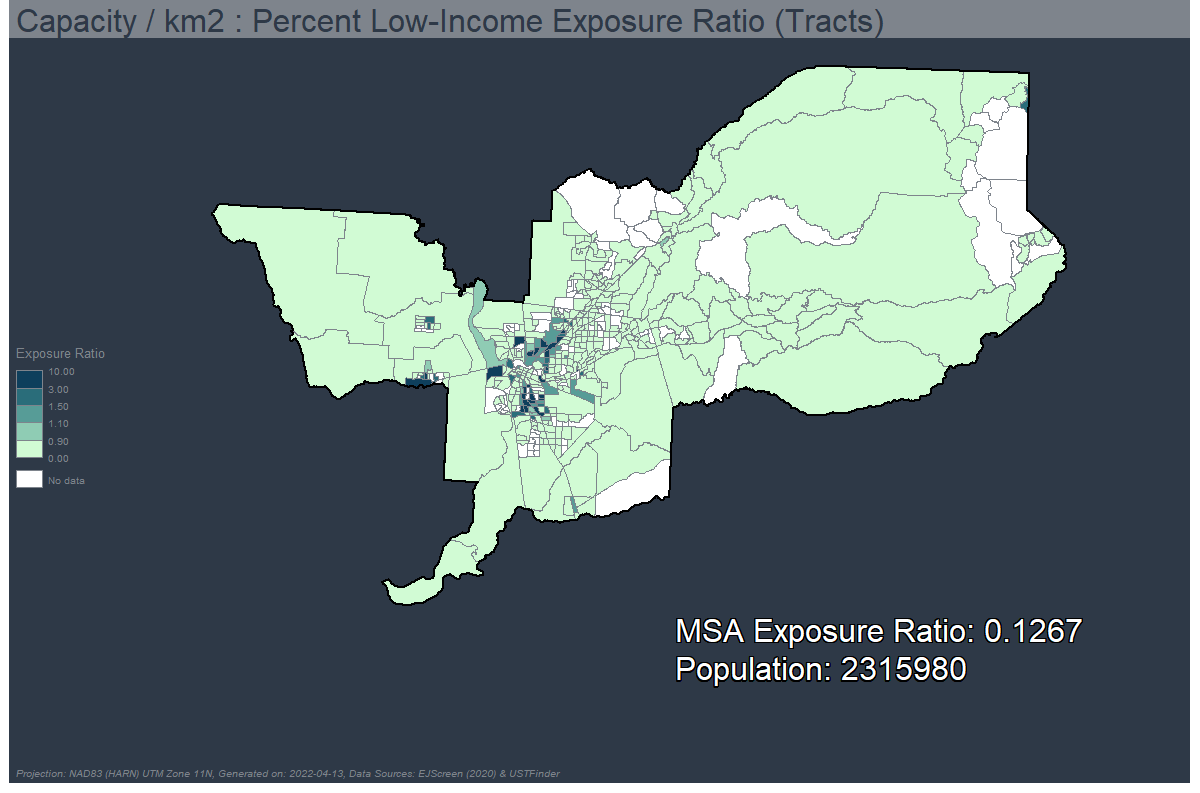 Capacity / km2 : Percent Low-Income Exposure Ratio (Tracts)
Exposure Ratio
10.00
3.00
1.50
1.10
0.90
0.00
No data
MSA Exposure Ratio: 0.1267
Population: 2315980
Projection: NAD83 (HARN) UTM Zone 11N, Generated on: 2022-04-13, Data Sources: EJScreen (2020) & USTFinder